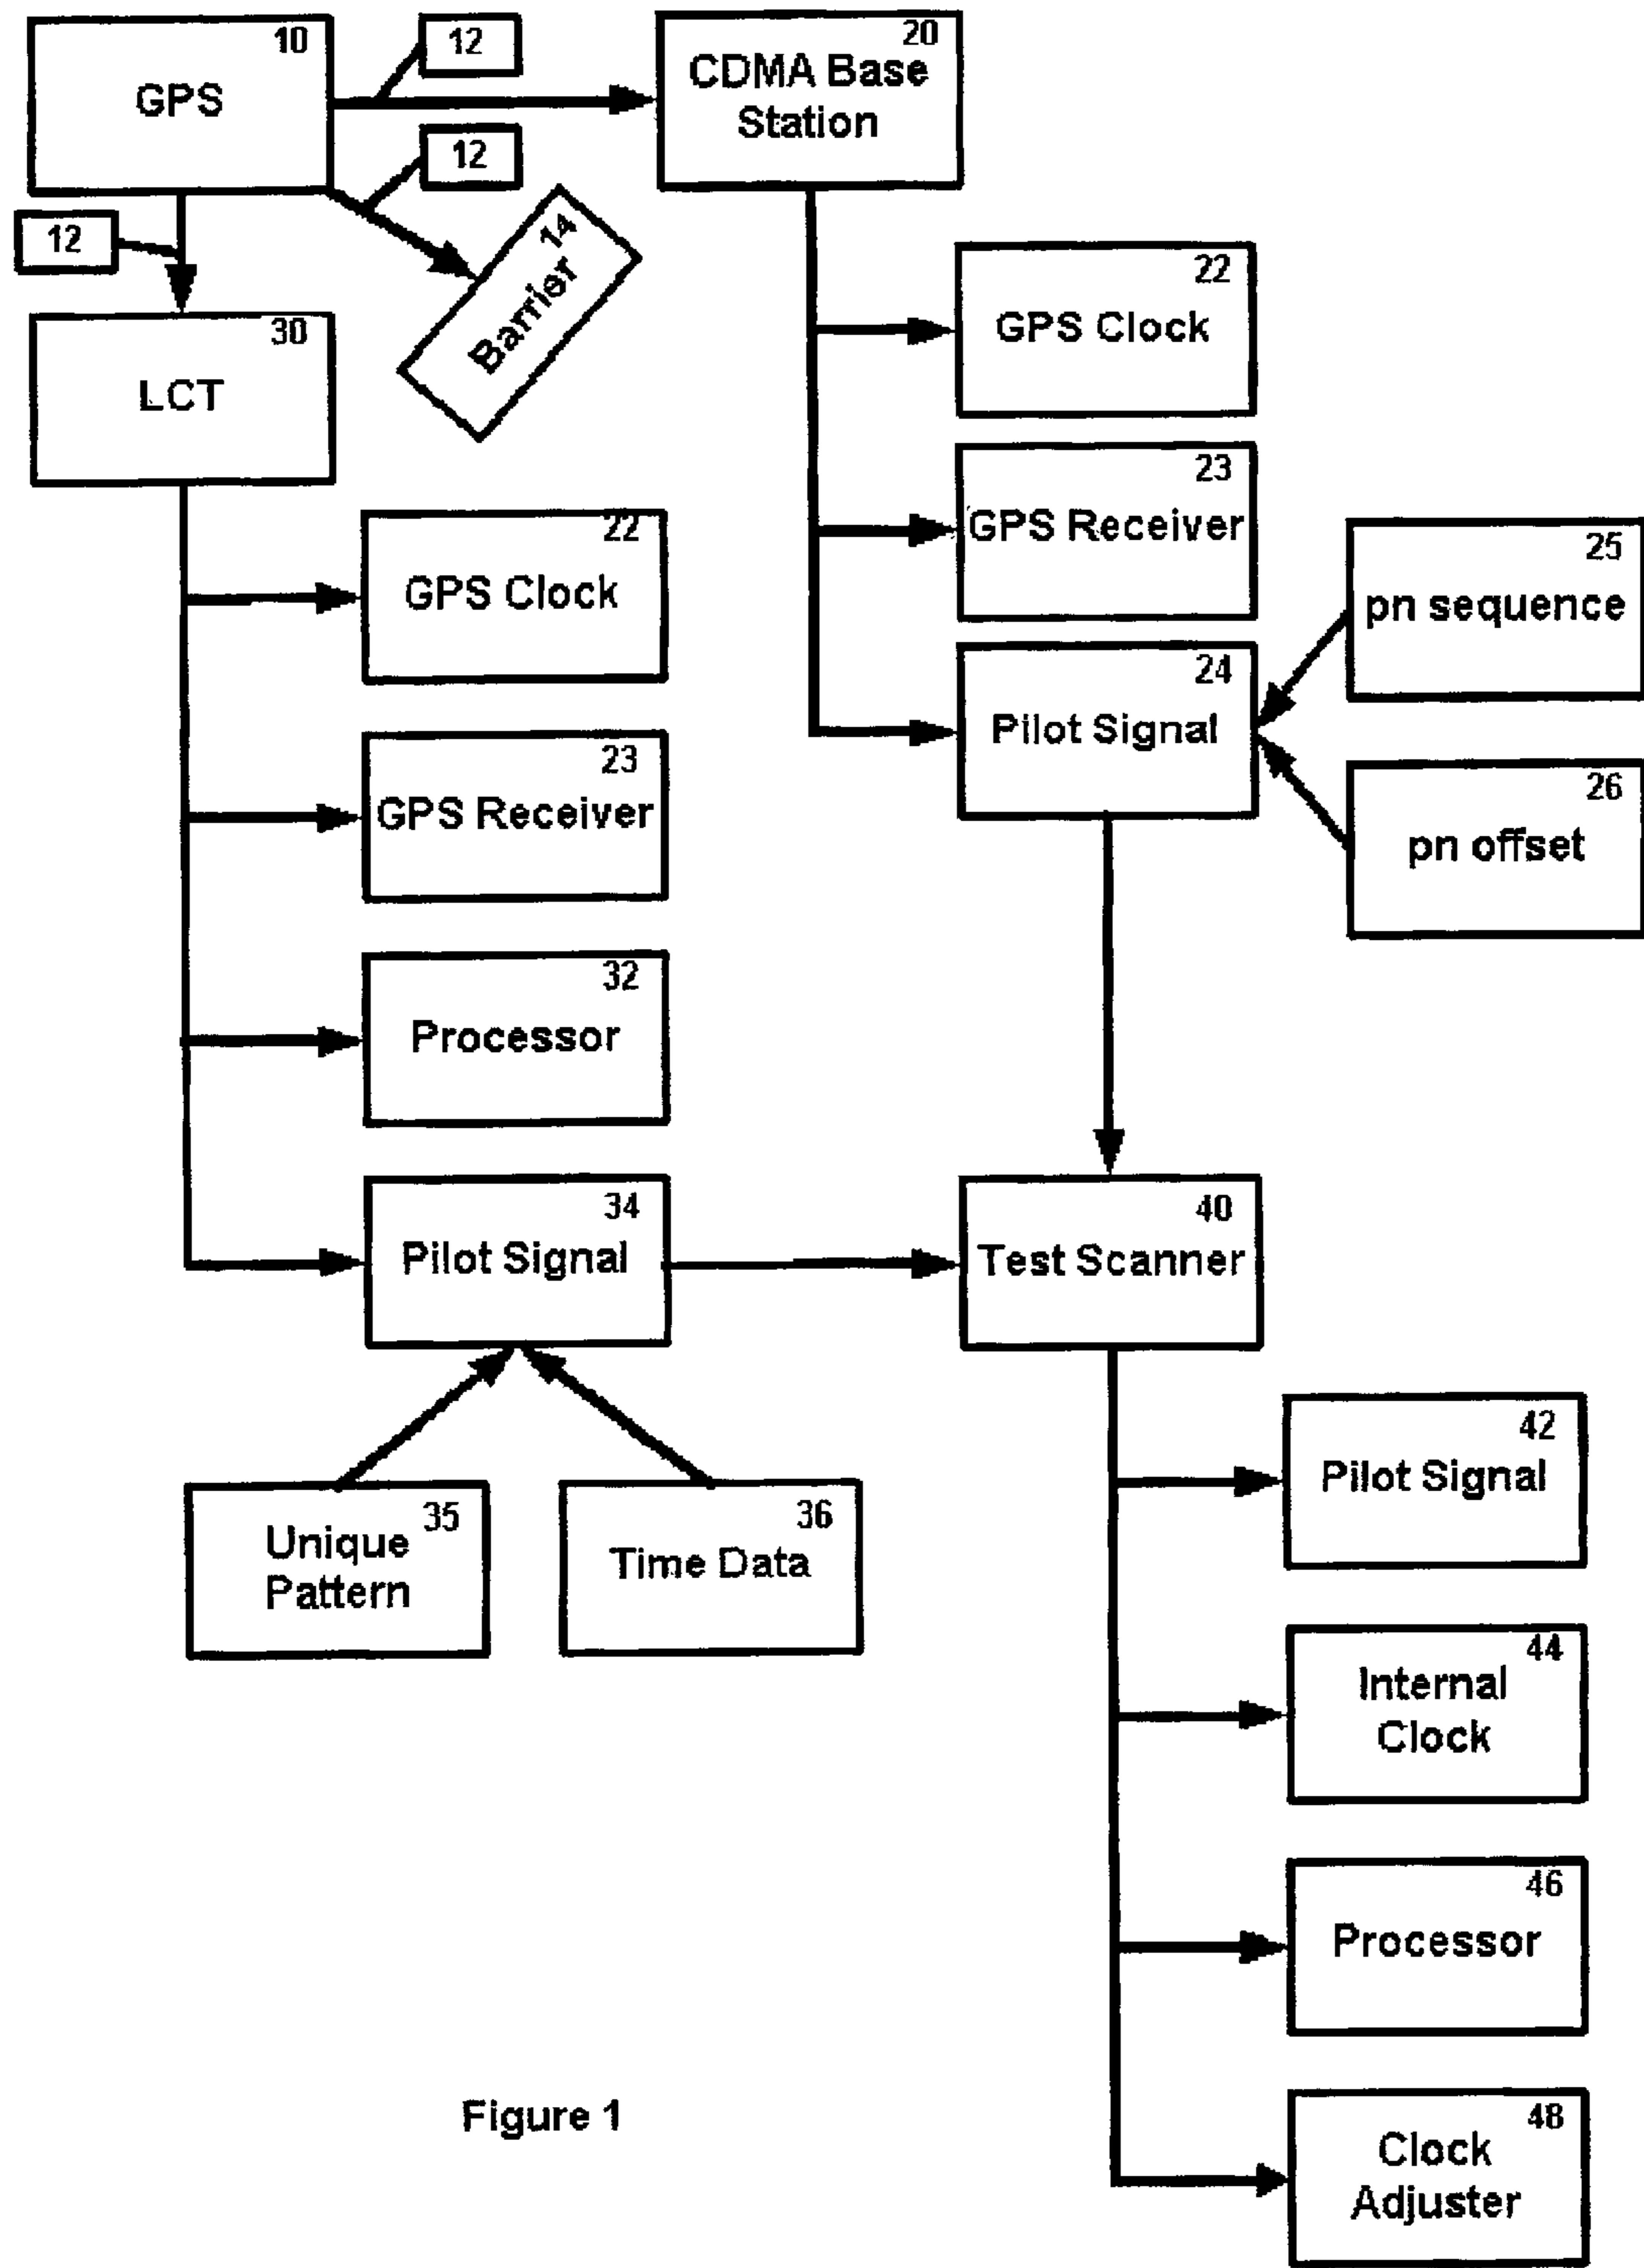 10
GPS
12
20
CDMA Base
Station
12
12
Barrier 14
30
LCT
22
GPS Clock
23
GPS Receiver
25
pn sequence
24
Pilot Signal
26
pn offset
22
GPS Clock
23
GPS Receiver
32
Processor
34
Pilot Signal
40
Test Scanner
35
Unique
Pattern
36
Time Data
42
Pilot Signal
44
Internal
Clock
46
Processor
48
Clock
Adjuster
Figure 1